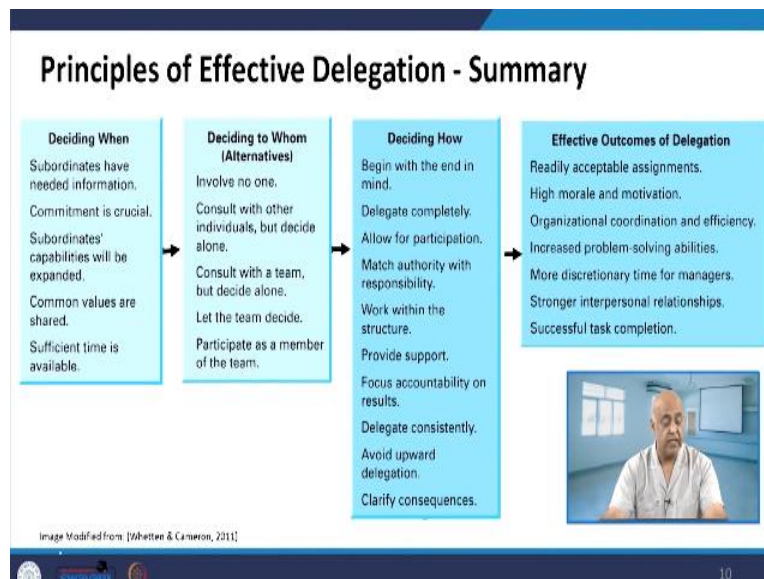 Principles of Effective Delegation - Summary
Deciding When
Subordinates have
needed information.
Commitment is crucial.
Subordinates'
capabilities will be
expanded.
Common values are
shared.
Sufficient time is
available.
Deciding to Whom
(Alternatives)
Involve no one.
Consult with other
individuals, but decide
alone.
Consult with a team,
but decide alone.
Let the team decide.
Participate as a member
of the team.
Deciding How
Begin with the end in
mind.
Delegate completely.
Allow for participation.
Match authority with
responsibility.
Work within the
structure.
Provide support.
Focus accountability on
results.
Delegate consistently.
Avoid upward
delegation.
Clarify consequences.
Effective Outcomes of Delegation
Readily acceptable assignments.
High morale and motivation.
Organizational coordination and efficiency.
Increased problem-solving abilities.
More discretionary time for managers.
Stronger interpersonal relationships.
Successful task completion.
Image Modified from: [Whetten & Cameron, 2011]
10